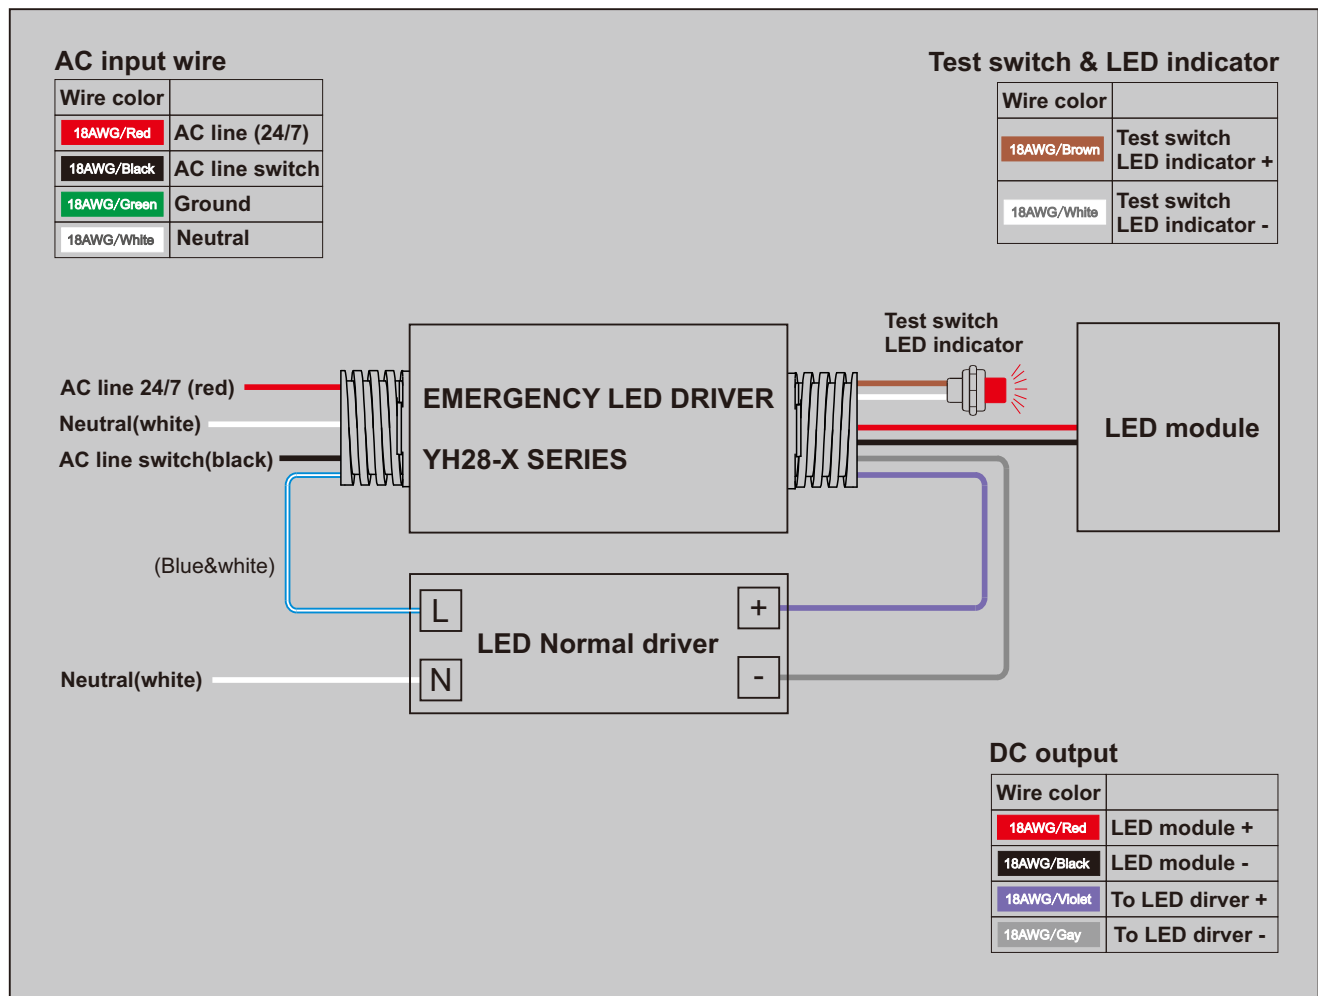 AC input wire
Wire color
18AWG/Red AC line (24/7)
18AWG/Black AC line switch
18AWG/Green Ground
18AWG/White Neutral
Test switch & LED indicator
Wire color
18AWG/Brown Test switch
LED indicator +
18AWG/White Test switch
LED indicator -
AC line 24/7 (red)
Neutral(white)
AC line switch(black)
(Blue&white)
Neutral(white)
EMERGENCY LED DRIVER
YH28-X SERIES
Test switch
LED indicator
LED module
L
N
LED Normal driver
+
-
DC output
Wire color
18AWG/Red LED module +
18AWG/Black LED module -
18AWG/Violet To LED dirver +
18AWG/Gay To LED dirver -